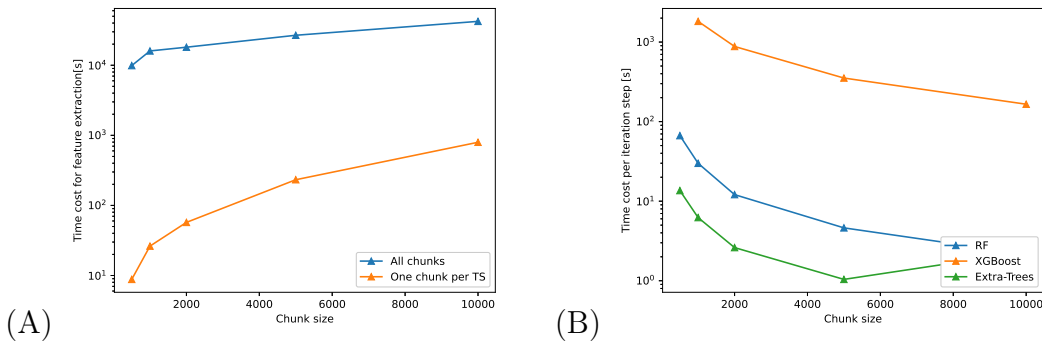 Time cost for feature extraction[s]
10^4
10^3
10^2
10^1
2000 4000 6000 8000 10000
Chunk size
All chunks
One chunk per TS
(A)
Time cost per iteration step [s]
10^3
10^2
10^1
10^0
2000 4000 6000 8000 10000
Chunk size
RF
XGBoost
Extra-Trees
(B)